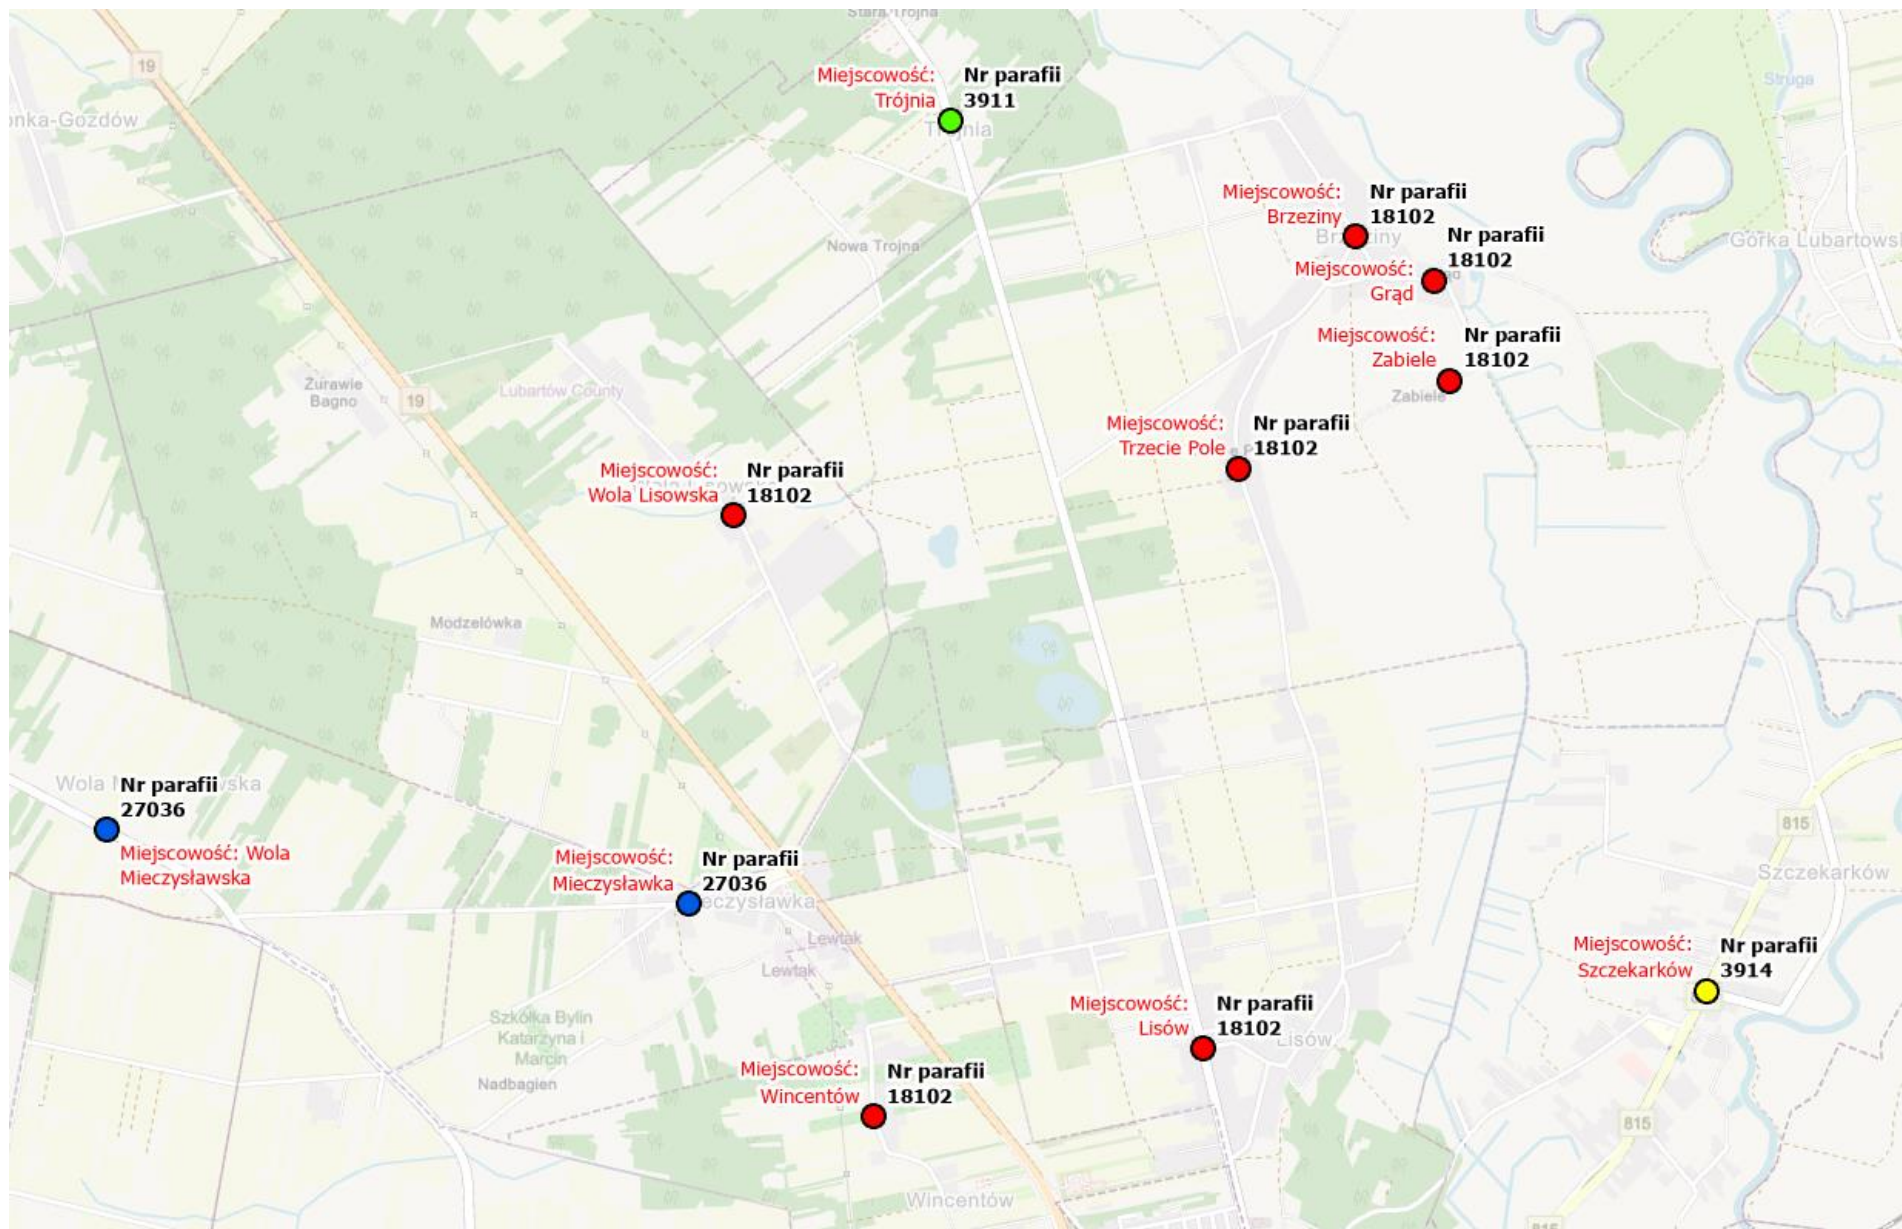 Stara Trójna
19
Miejscowość:
Trójnia
Nr parafii
3911
Struga
Miejscowość:
Brzeziny
Nr parafii
18102
Nr parafii
18102
Miejscowość:
Grąd
Górka Lubartows
Nowa Trojna
Miejscowość:
Zabiele
Nr parafii
18102
Zabiele
Żurawie
Bagno
Lubartów County
19
Miejscowość:
Trzecie Pole
Nr parafii
18102
Miejscowość:
Wola Lisowska
Nr parafii
18102
Modzelówka
Nr parafii
27036
Miejscowość: Wola
Mieczysławska
Miejscowość:
Mieczysławka
Nr parafii
27036
815
Szczekarków
Lewtak
Lewtak
Miejscowość:
Szczekarków
Nr parafii
3914
Szkółka Bylin
Katarzyna i
Marcin
Nadbagien
Miejscowość:
Lisów
Nr parafii
18102
Lisów
Miejscowość:
Wincentów
Nr parafii
18102
815
Wincentów
815